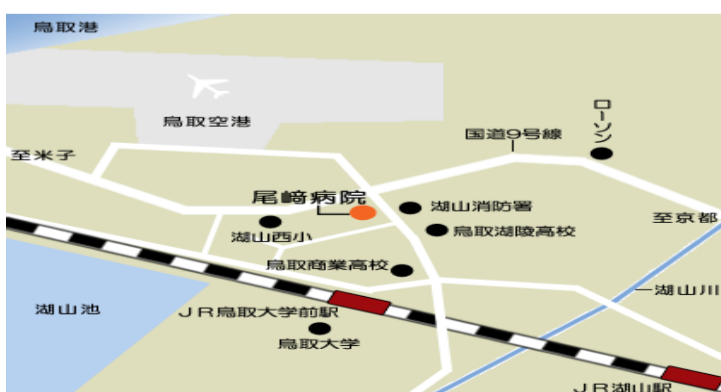 鳥取港
鳥取空港
ローソン
国道9号線
至米子
尾﨑病院
湖山消防署
至京都
湖山西小
鳥取湖陵高校
鳥取商業高校
湖山川
湖山池
JR鳥取大学前駅
鳥取大学
JR湖山駅